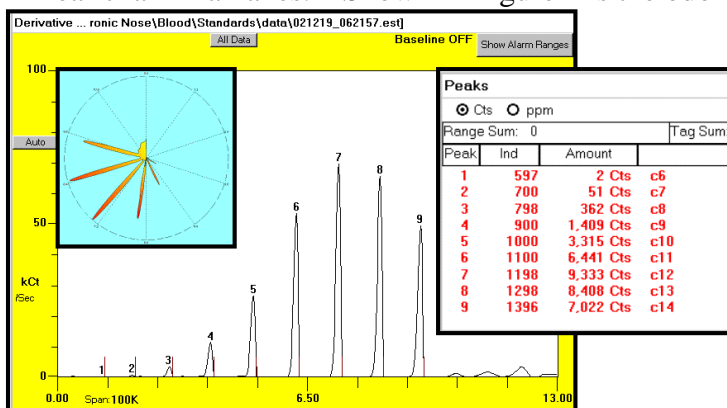 Derivative ... ronic Nose\Blood\Standards\data\021219_062157.est]
All Data
Baseline OFF
Show Alarm Ranges
100
Auto
50
kCt
/Sec
0
1
2
3
4
5
6
7
8
9
0.00
Span: 100K
6.50
13.00
Peaks
Cts ppm
Range Sum: 0 Tag Sum:
Peak Ind Amount
1 597 2 Cts c6
2 700 51 Cts c7
3 798 362 Cts c8
4 900 1,409 Cts c9
5 1000 3,315 Cts c10
6 1100 6,441 Cts c11
7 1198 9,333 Cts c12
8 1298 8,408 Cts c13
9 1396 7,022 Cts c14